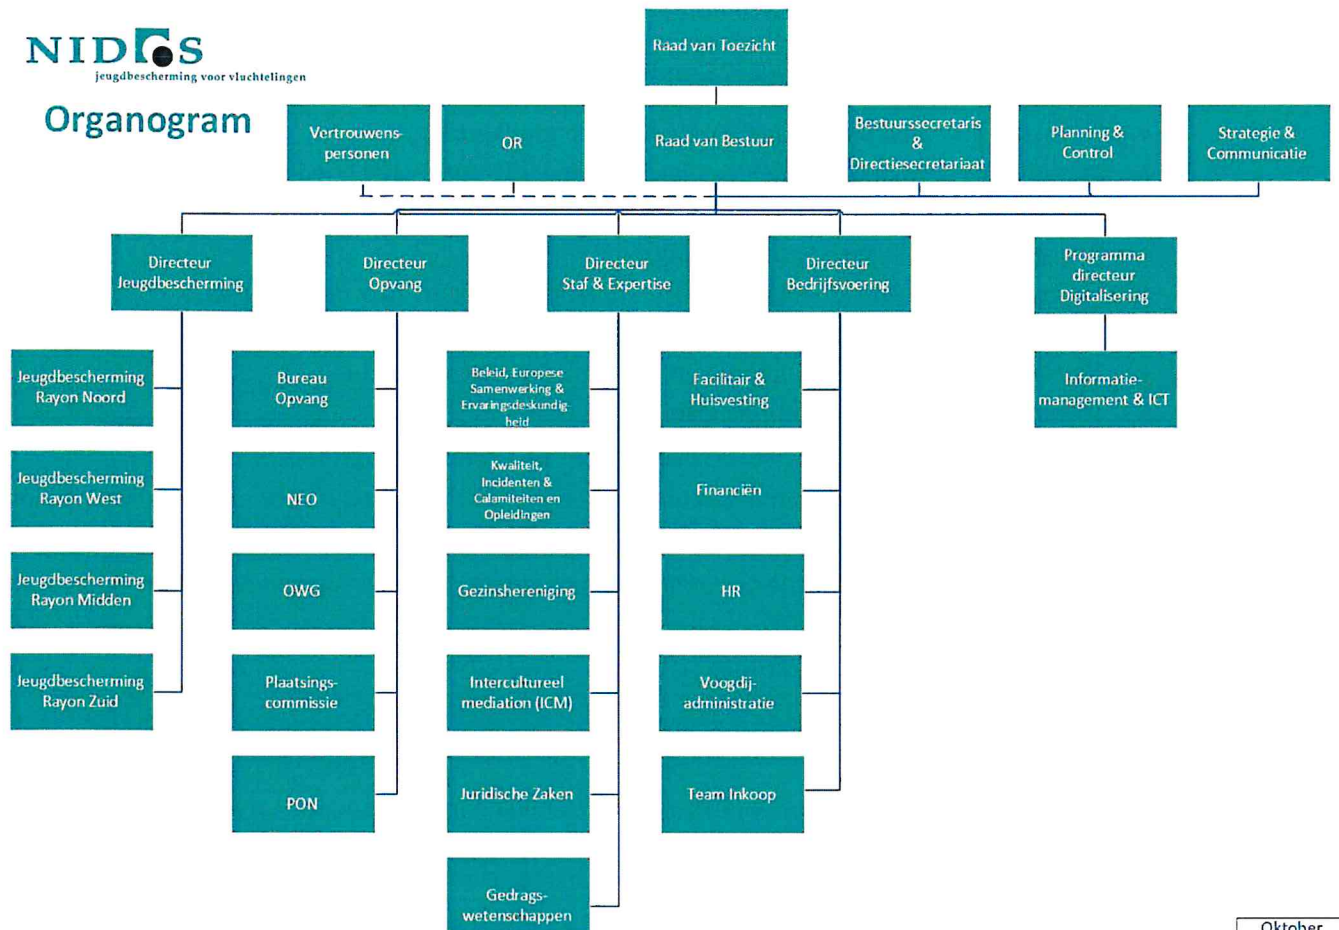 NIDOS
jeugdbescherming voor vluchtelingen
Organogram
Raad van Toezicht
Vertrouwens-
personen
OR
Raad van Bestuur
Bestuurssecretaris
&
Directiesecretariaat
Planning &
Control
Strategie &
Communicatie
Directeur
Jeugdbescherming
Directeur
Opvang
Directeur
Staf & Expertise
Directeur
Bedrijfsvoering
Programma
directeur
Digitalisering
Jeugdbescherming
Rayon Noord
Jeugdbescherming
Rayon West
Jeugdbescherming
Rayon Midden
Jeugdbescherming
Rayon Zuid
Bureau
Opvang
NEO
OWG
Plaatsings-
commissie
PON
Beleid, Europese
Samenwerking &
Ervaringsdeskundig-
heid
Kwaliteit,
Incidenten &
Calamiteiten en
Opleidingen
Gezinshereniging
Intercultureel
mediation (ICM)
Juridische Zaken
Gedrags-
wetenschappen
Facilitair &
Huisvesting
Financiën
HR
Voogdij-
administratie
Team Inkoop
Informatie-
management & ICT
Oktober